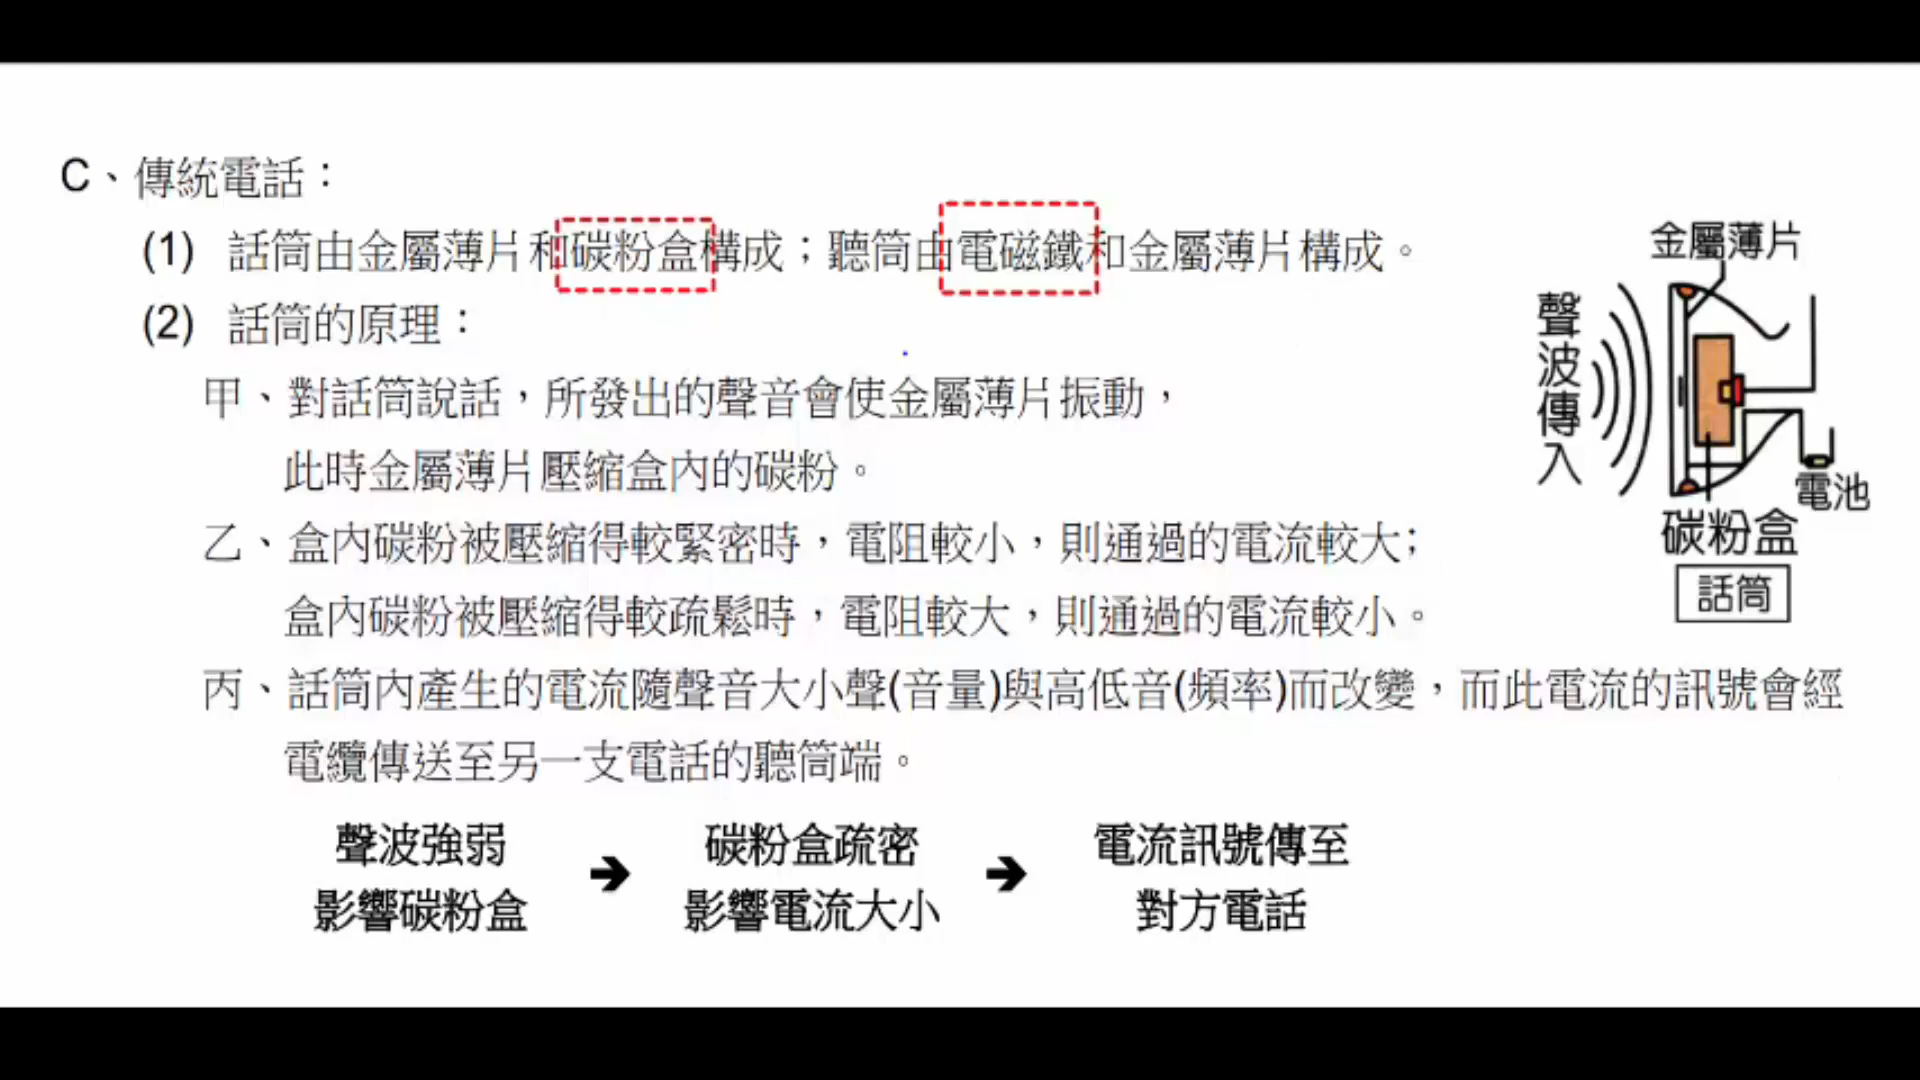 C、傳統電話：
(1) 話筒由金屬薄片和碳粉盒構成；聽筒由電磁鐵和金屬薄片構成。
(2) 話筒的原理：
甲、對話筒說話，所發出的聲音會使金屬薄片振動，
此時金屬薄片壓縮盒內的碳粉。
乙、盒內碳粉被壓縮得較緊密時，電阻較小，則通過的電流較大；
盒內碳粉被壓縮得較疏鬆時，電阻較大，則通過的電流較小。
丙、話筒內產生的電流隨聲音大小聲(音量)與高低音(頻率)而改變，而此電流的訊號會經
電纜傳送至另一支電話的聽筒端。
聲波強弱
影響碳粉盒
➔
碳粉盒疏密
影響電流大小
➔
電流訊號傳至
對方電話
金屬薄片
聲波傳入
電池
碳粉盒
話筒